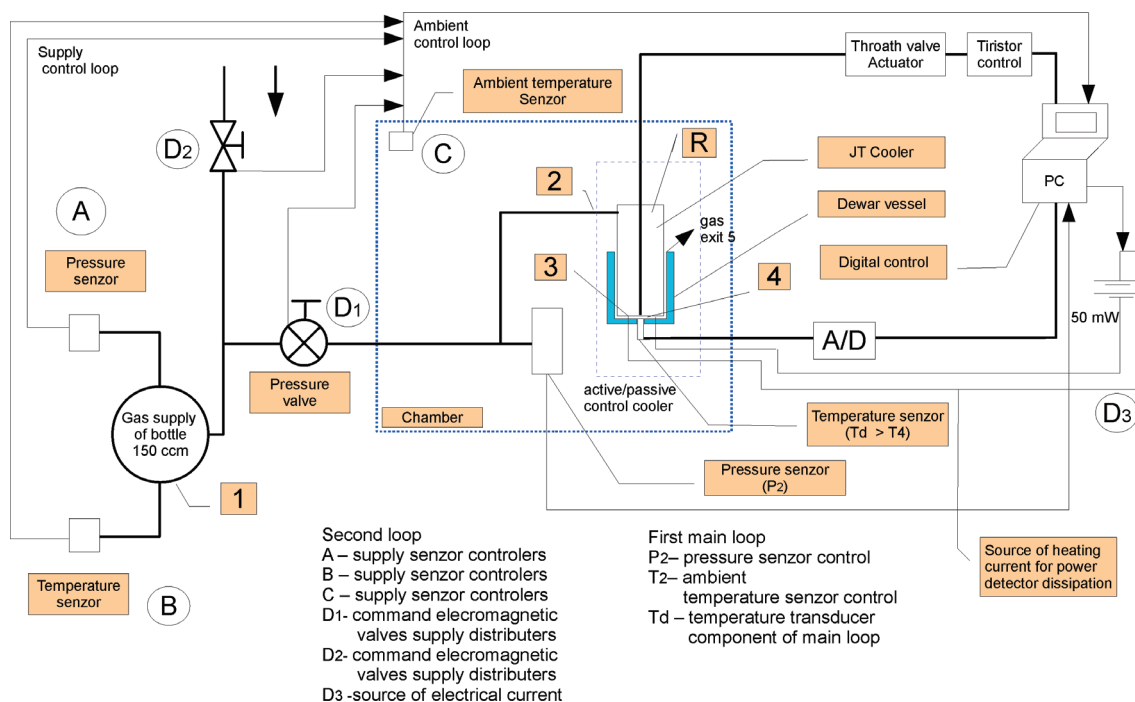 Supply
control loop
Ambient
control loop
Ambient temperature
Senzor
Throath valve
Actuator
Tiristor
control
D2
C
R
JT Cooler
PC
A
2
Dewar vessel
gas
exit 5
Pressure
senzor
3
4
Digital control
D1
50 mW
A/D
Pressure
valve
active/passive
control cooler
Chamber
Temperature senzor
(Td > T4)
D3
Gas supply
of bottle
150 ccm
Pressure senzor
(P2)
1
Second loop
A – supply senzor controlers
B – supply senzor controlers
C – supply senzor controlers
D1- command elecromagnetic
valves supply distributers
D2- command elecromagnetic
valves supply distributers
D3 -source of electrical current
First main loop
P2– pressure senzor control
T2– ambient
temperature senzor control
Td – temperature transducer
component of main loop
Source of heating
current for power
detector dissipation
Temperature
senzor
B